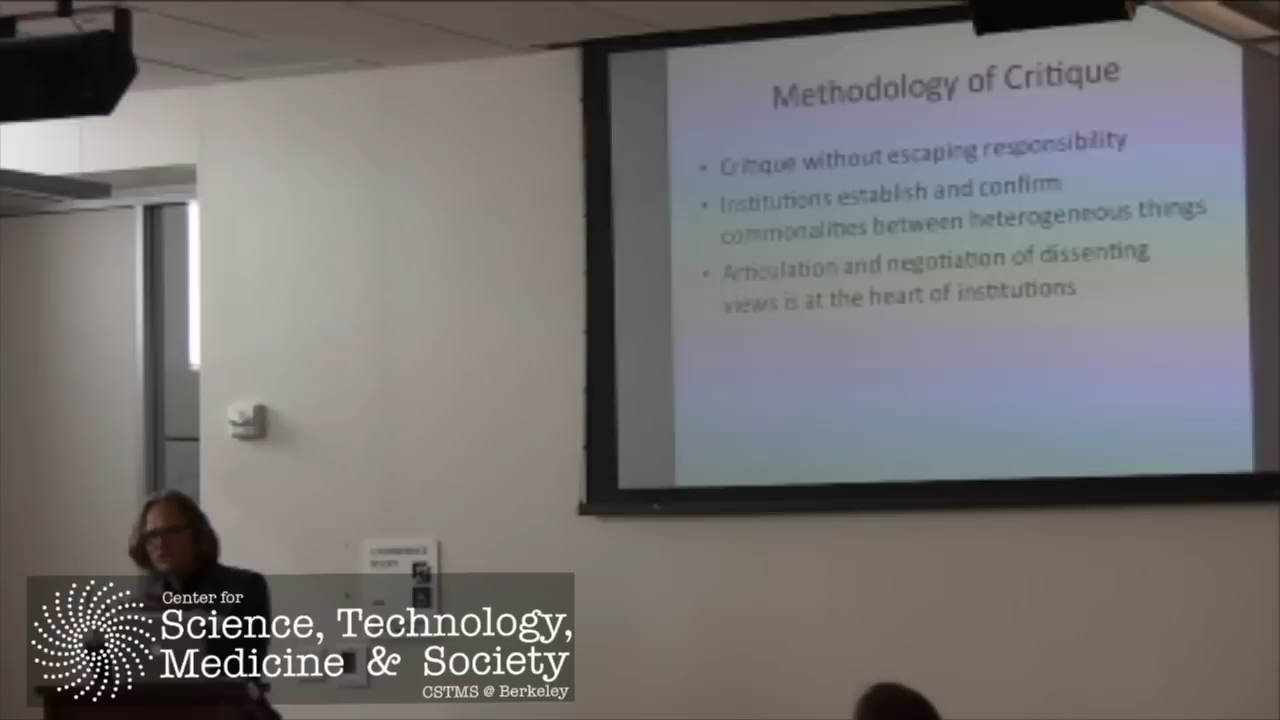 Methodology of Critique
• Critique without escaping responsibility
• Institutions establish and confirm
commonalities between heterogeneous things
• Articulation and negotiation of dissenting
views is at the heart of institutions
Center for
Science, Technology,
Medicine & Society
CSTMS @ Berkeley